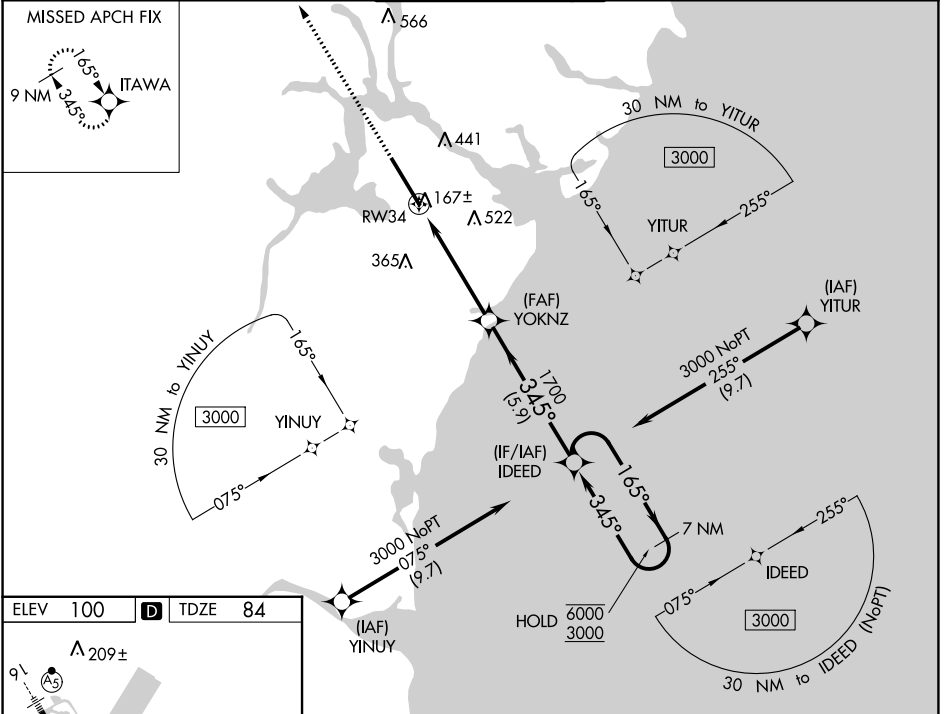 MISSED APCH FIX
165°
ITAWA
9 NM
345°
566
441
167±
RW34
522
365
30 NM to YITUR
3000
165°
255°
YITUR
(FAF)
YOKNZ
(IAF)
YITUR
3000 NoPT
255°
(9.7)
30 NM to YINUY
165°
3000
YINUY
075°
1700
345°
(5.9)
(IF/IAF)
IDEED
165°
345°
7 NM
HOLD 6000
3000
3000 NoPT
075°
(9.7)
(IAF)
YINUY
255°
IDEED
075°
3000
30 NM to IDEED (NoPT)
ELEV 100 D TDZE 84
209±
16
A5